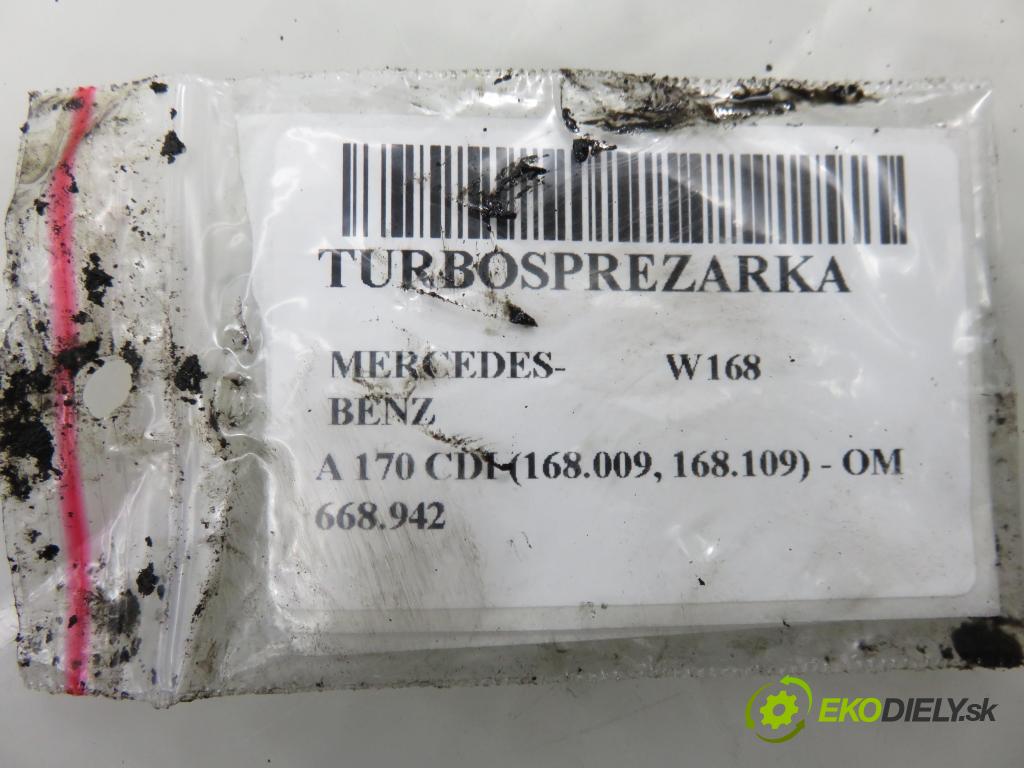 TURBOSPREZARKA
MERCEDES- W168
BENZ
A 170 CDI (168.009, 168.109) - OM
668.942
EKODIELY.sk